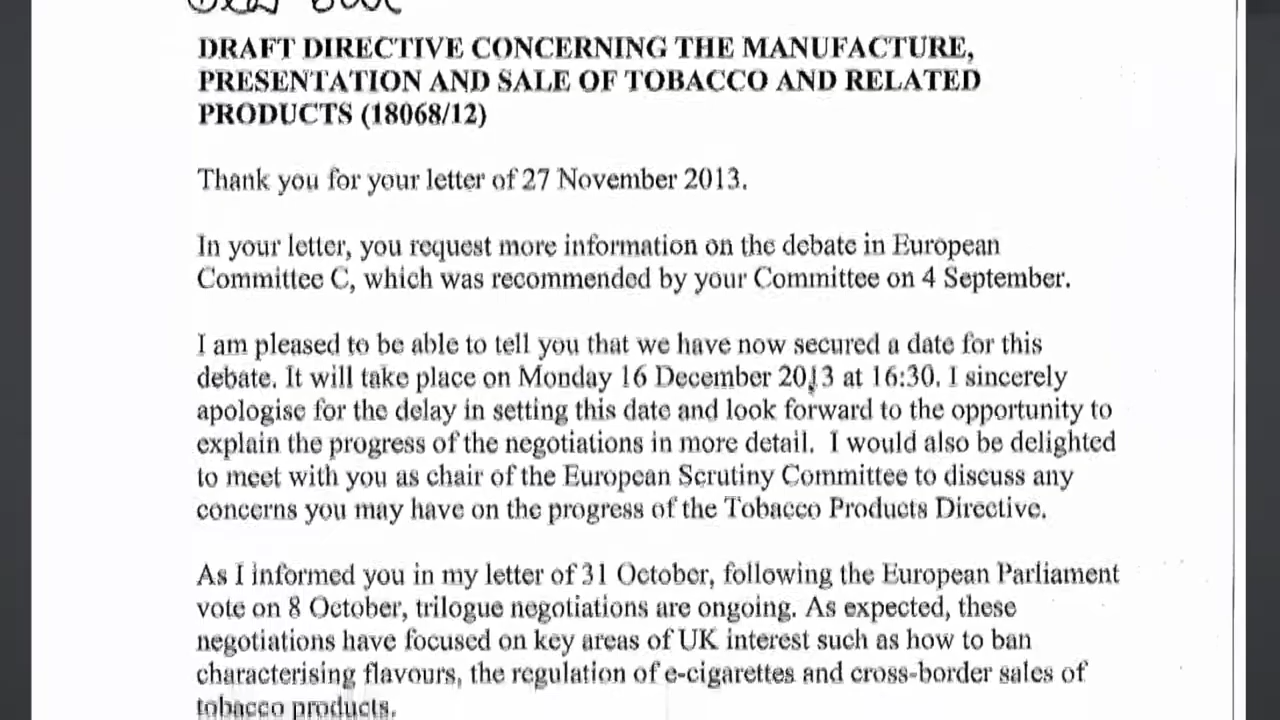 DRAFT DIRECTIVE CONCERNING THE MANUFACTURE,
PRESENTATION AND SALE OF TOBACCO AND RELATED
PRODUCTS (18068/12)
Thank you for your letter of 27 November 2013.
In your letter, you request more information on the debate in European
Committee C, which was recommended by your Committee on 4 September.
I am pleased to be able to tell you that we have now secured a date for this
debate. It will take place on Monday 16 December 2013 at 16:30. I sincerely
apologise for the delay in setting this date and look forward to the opportunity to
explain the progress of the negotiations in more detail. I would also be delighted
to meet with you as chair of the European Scrutiny Committee to discuss any
concerns you may have on the progress of the Tobacco Products Directive.
As I informed you in my letter of 31 October, following the European Parliament
vote on 8 October, trilogue negotiations are ongoing. As expected, these
negotiations have focused on key areas of UK interest such as how to ban
characterising flavours, the regulation of e-cigarettes and cross-border sales of
tobacco products.